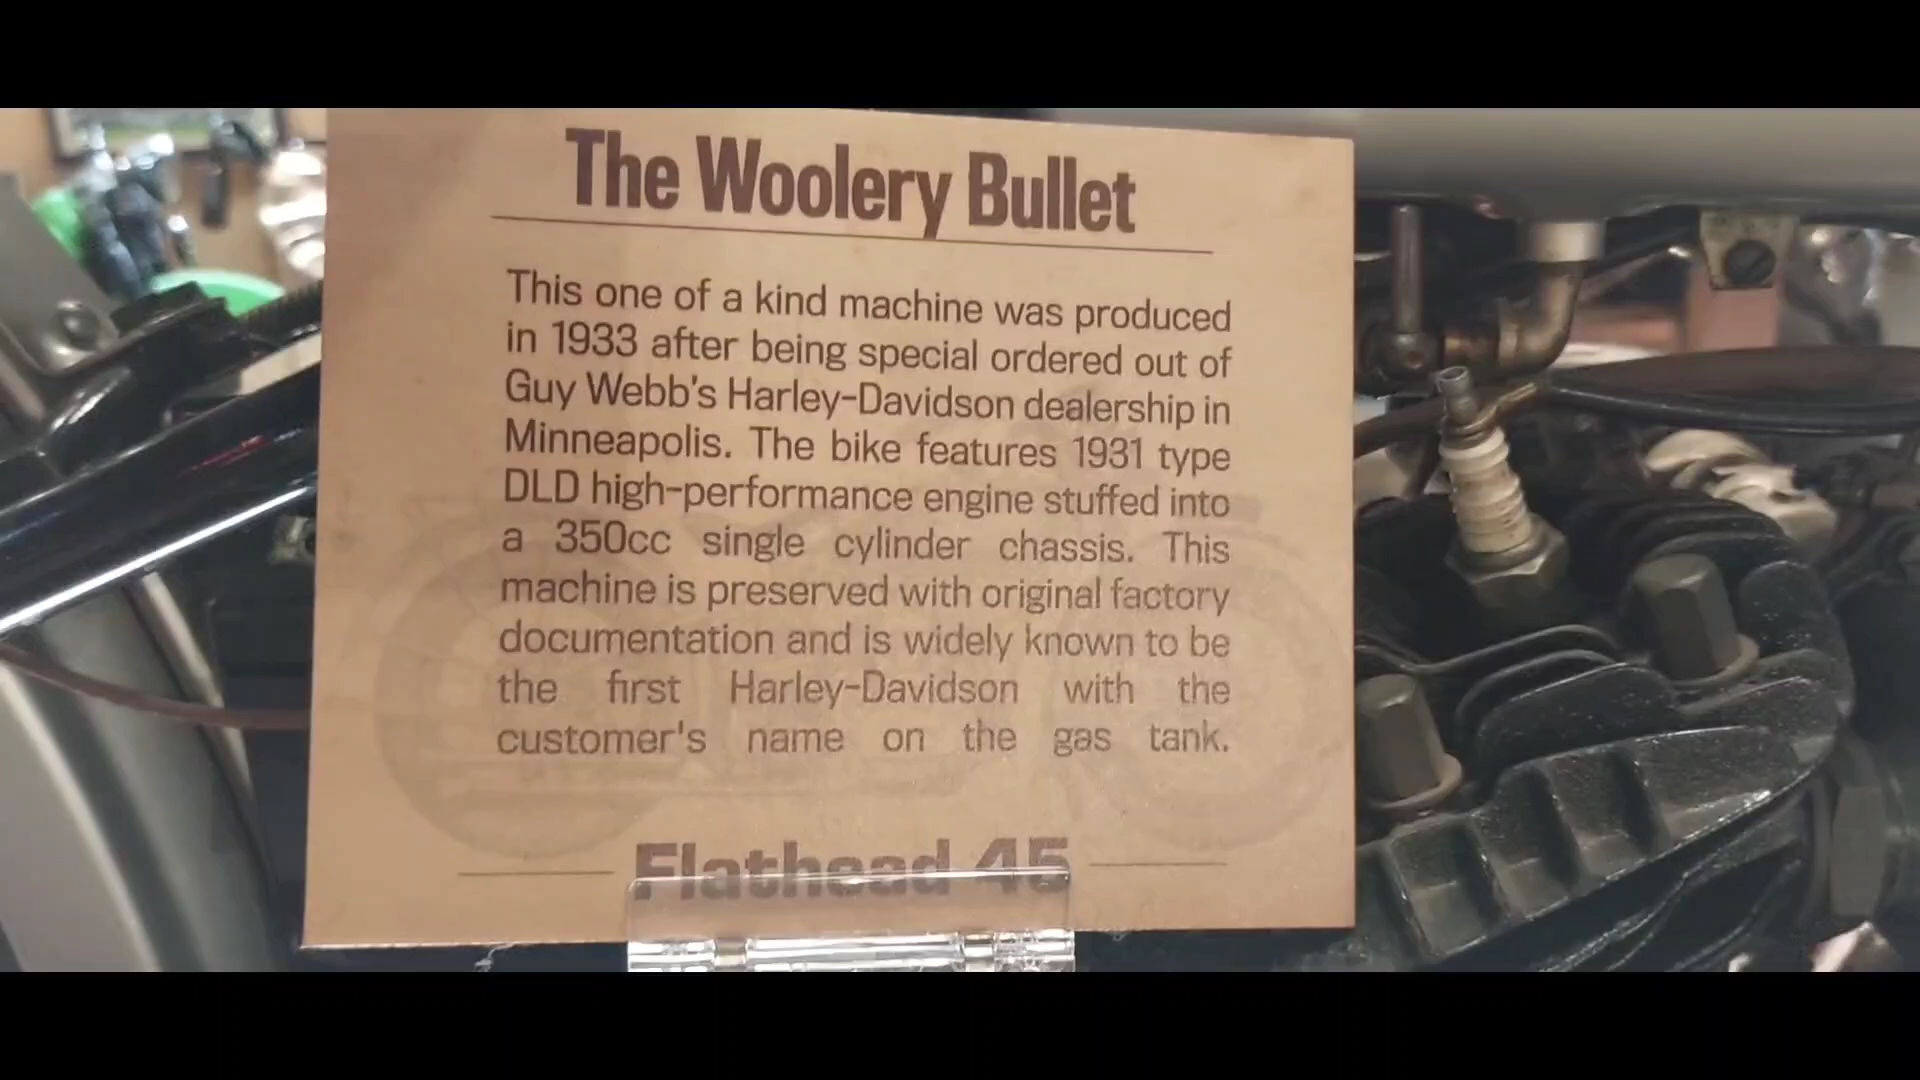 The Woolery Bullet
This one of a kind machine was produced
in 1933 after being special ordered out of
Guy Webb's Harley-Davidson dealership in
Minneapolis. The bike features 1931 type
DLD high-performance engine stuffed into
a 350cc single cylinder chassis. This
machine is preserved with original factory
documentation and is widely known to be
the first Harley-Davidson with the
customer's name on the gas tank.
Flathead 45